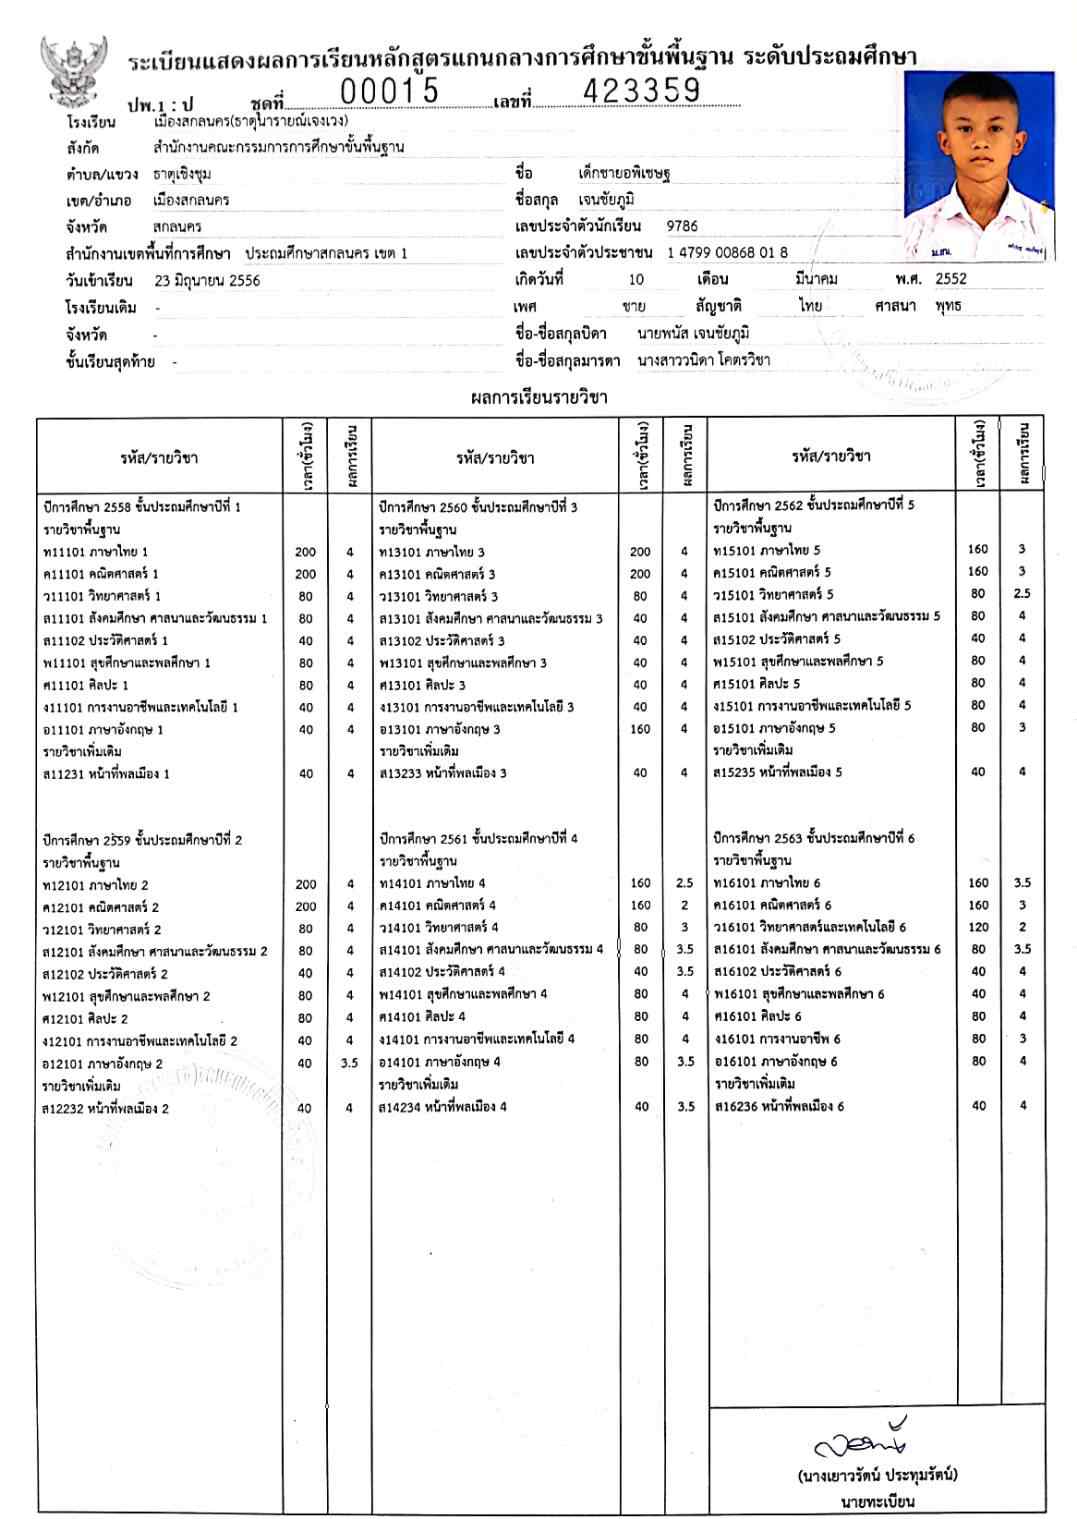 ระเบียนแสดงผลการเรียนหลักสูตรแกนกลางการศึกษาขั้นพื้นฐาน ระดับประถมศึกษา
ปพ.1 : ป ชุดที่ 00015 เลขที่ 423359
โรงเรียน เมืองสกลนคร(ธาตุนารายณ์เจงเวง)
สังกัด สำนักงานคณะกรรมการการศึกษาขั้นพื้นฐาน
ตำบล/แขวง ธาตุเชิงชุม
เขต/อำเภอ เมืองสกลนคร
จังหวัด สกลนคร
สำนักงานเขตพื้นที่การศึกษา ประถมศึกษาสกลนคร เขต 1
วันเข้าเรียน 23 มิถุนายน 2556
โรงเรียนเดิม -
จังหวัด -
ชั้นเรียนสุดท้าย -
ชื่อ เด็กชายอพิเชษฐ
ชื่อสกุล เจนชัยภูมิ
เลขประจำตัวนักเรียน 9786
เลขประจำตัวประชาชน 1 4799 00868 01 8
เกิดวันที่ 10 เดือน มีนาคม พ.ศ. 2552
เพศ ชาย สัญชาติ ไทย ศาสนา พุทธ
ชื่อ-ชื่อสกุลบิดา นายพนัส เจนชัยภูมิ
ชื่อ-ชื่อสกุลมารดา นางสาววนิดา โคตรวิชา
ผลการเรียนรายวิชา
รหัส/รายวิชา เวลา(ชั่วโมง) ผลการเรียน รหัส/รายวิชา เวลา(ชั่วโมง) ผลการเรียน รหัส/รายวิชา เวลา(ชั่วโมง) ผลการเรียน
ปีการศึกษา 2558 ชั้นประถมศึกษาปีที่ 1
รายวิชาพื้นฐาน
ท11101 ภาษาไทย 1 200 4
ค11101 คณิตศาสตร์ 1 200 4
ว11101 วิทยาศาสตร์ 1 80 4
ส11101 สังคมศึกษา ศาสนาและวัฒนธรรม 1 80 4
ส11102 ประวัติศาสตร์ 1 40 4
พ11101 สุขศึกษาและพลศึกษา 1 80 4
ศ11101 ศิลปะ 1 80 4
ง11101 การงานอาชีพและเทคโนโลยี 1 40 4
อ11101 ภาษาอังกฤษ 1 40 4
รายวิชาเพิ่มเติม
ส11231 หน้าที่พลเมือง 1 40 4
ปีการศึกษา 2559 ชั้นประถมศึกษาปีที่ 2
รายวิชาพื้นฐาน
ท12101 ภาษาไทย 2 200 4
ค12101 คณิตศาสตร์ 2 200 4
ว12101 วิทยาศาสตร์ 2 80 4
ส12101 สังคมศึกษา ศาสนาและวัฒนธรรม 2 80 4
ส12102 ประวัติศาสตร์ 2 40 4
พ12101 สุขศึกษาและพลศึกษา 2 80 4
ศ12101 ศิลปะ 2 80 4
ง12101 การงานอาชีพและเทคโนโลยี 2 40 4
อ12101 ภาษาอังกฤษ 2 40 3.5
รายวิชาเพิ่มเติม
ส12232 หน้าที่พลเมือง 2 40 4
ปีการศึกษา 2560 ชั้นประถมศึกษาปีที่ 3
รายวิชาพื้นฐาน
ท13101 ภาษาไทย 3 200 4
ค13101 คณิตศาสตร์ 3 200 4
ว13101 วิทยาศาสตร์ 3 80 4
ส13101 สังคมศึกษา ศาสนาและวัฒนธรรม 3 40 4
ส13102 ประวัติศาสตร์ 3 40 4
พ13101 สุขศึกษาและพลศึกษา 3 40 4
ศ13101 ศิลปะ 3 40 4
ง13101 การงานอาชีพและเทคโนโลยี 3 40 4
อ13101 ภาษาอังกฤษ 3 160 4
รายวิชาเพิ่มเติม
ส13233 หน้าที่พลเมือง 3 40 4
ปีการศึกษา 2561 ชั้นประถมศึกษาปีที่ 4
รายวิชาพื้นฐาน
ท14101 ภาษาไทย 4 160 2.5
ค14101 คณิตศาสตร์ 4 160 2
ว14101 วิทยาศาสตร์ 4 80 3
ส14101 สังคมศึกษา ศาสนาและวัฒนธรรม 4 80 3.5
ส14102 ประวัติศาสตร์ 4 40 3.5
พ14101 สุขศึกษาและพลศึกษา 4 80 4
ศ14101 ศิลปะ 4 80 4
ง14101 การงานอาชีพและเทคโนโลยี 4 80 4
อ14101 ภาษาอังกฤษ 4 80 3.5
รายวิชาเพิ่มเติม
ส14234 หน้าที่พลเมือง 4 40 3.5
ปีการศึกษา 2562 ชั้นประถมศึกษาปีที่ 5
รายวิชาพื้นฐาน
ท15101 ภาษาไทย 5 160 3
ค15101 คณิตศาสตร์ 5 160 3
ว15101 วิทยาศาสตร์ 5 80 2.5
ส15101 สังคมศึกษา ศาสนาและวัฒนธรรม 5 80 4
ส15102 ประวัติศาสตร์ 5 40 4
พ15101 สุขศึกษาและพลศึกษา 5 80 4
ศ15101 ศิลปะ 5 80 4
ง15101 การงานอาชีพและเทคโนโลยี 5 80 4
อ15101 ภาษาอังกฤษ 5 80 3
รายวิชาเพิ่มเติม
ส15235 หน้าที่พลเมือง 5 40 4
ปีการศึกษา 2563 ชั้นประถมศึกษาปีที่ 6
รายวิชาพื้นฐาน
ท16101 ภาษาไทย 6 160 3.5
ค16101 คณิตศาสตร์ 6 160 3
ว16101 วิทยาศาสตร์และเทคโนโลยี 6 120 2
ส16101 สังคมศึกษา ศาสนาและวัฒนธรรม 6 80 3.5
ส16102 ประวัติศาสตร์ 6 40 4
พ16101 สุขศึกษาและพลศึกษา 6 40 4
ศ16101 ศิลปะ 6 80 4
ง16101 การงานอาชีพ 6 80 3
อ16101 ภาษาอังกฤษ 6 80 4
รายวิชาเพิ่มเติม
ส16236 หน้าที่พลเมือง 6 40 4
(นางเยาวรัตน์ ประทุมรัตน์)
นายทะเบียน